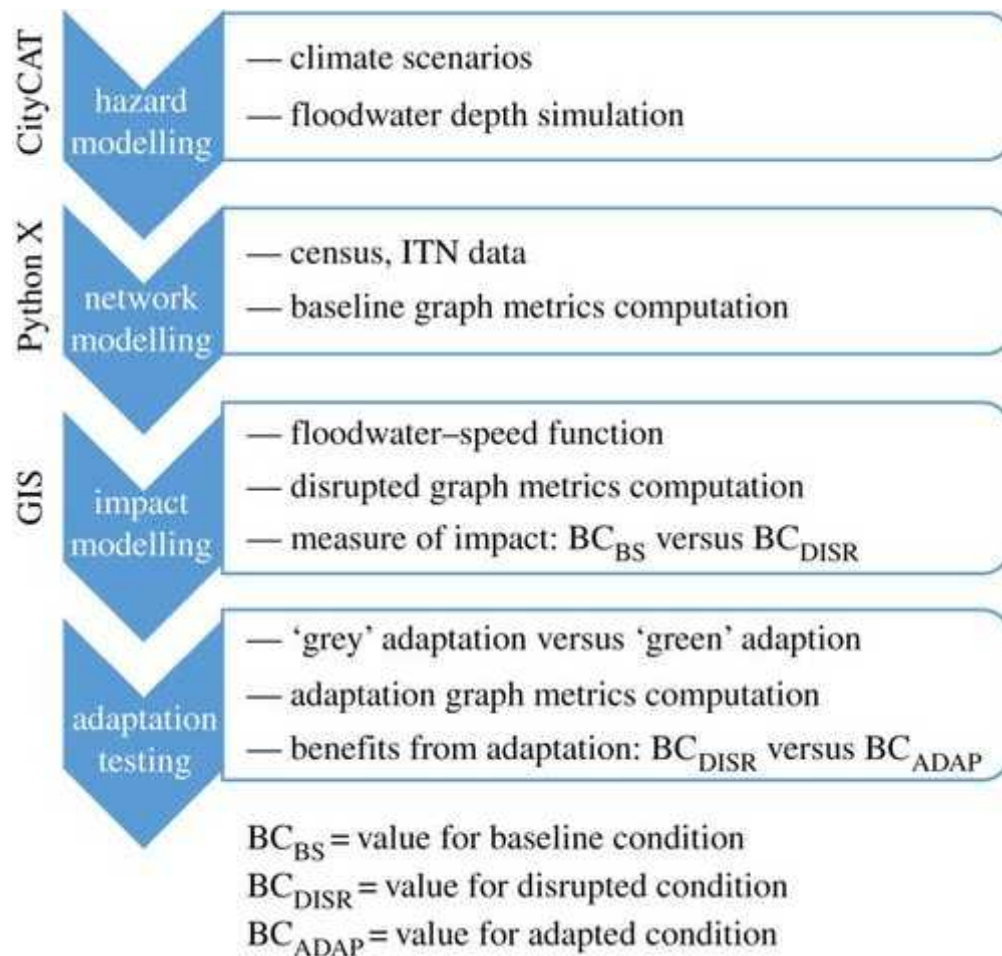 CityCAT
hazard
modelling
— climate scenarios
— floodwater depth simulation
Python X
network
modelling
— census, ITN data
— baseline graph metrics computation
GIS
impact
modelling
— floodwater–speed function
— disrupted graph metrics computation
— measure of impact: BC_BS versus BC_DISR
adaptation
testing
— ‘grey’ adaptation versus ‘green’ adaption
— adaptation graph metrics computation
— benefits from adaptation: BC_DISR versus BC_ADAP
BC_BS = value for baseline condition
BC_DISR = value for disrupted condition
BC_ADAP = value for adapted condition